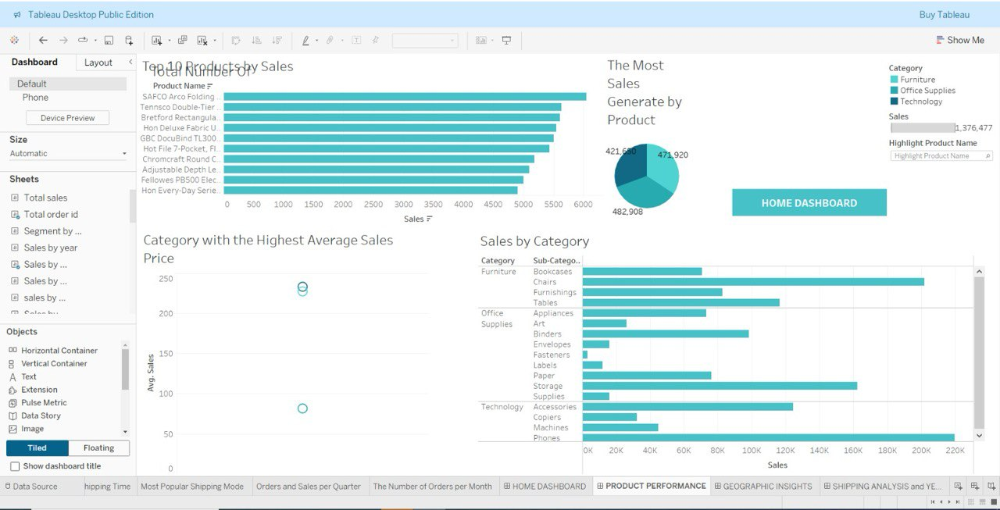 Tableau Desktop Public Edition
Buy Tableau
Show Me
Dashboard
Layout
Default
Phone
Device Preview
Size
Automatic
Sheets
Total sales
Total order id
Segment by ...
Sales by year
Sales by ...
Sales by ...
sales by ...
Sales by
Objects
Horizontal Container
Vertical Container
Text
Extension
Pulse Metric
Data Story
Image
Tiled
Floating
Show dashboard title
Top 10 Products by Sales
Total Number Of
Product Name
SAFCO Arco Folding ..
Tennsco Double-Tier ..
Bretford Rectangula..
Hon Deluxe Fabric U..
GBC DocuBind TL300..
Hot File 7-Pocket, Fl..
Chromcraft Round C..
Adjustable Depth Le..
Fellowes PB500 Elec..
Hon Every-Day Serie..
0 500 1000 1500 2000 2500 3000 3500 4000 4500 5000 5500 6000
Sales
The Most
Sales
Generate by
Product
421,650
471,920
482,908
Category
Furniture
Office Supplies
Technology
Sales
1,376,477
Highlight Product Name
Highlight Product Name
HOME DASHBOARD
Category with the Highest Average Sales
Price
250
200
150
100
50
0
Avg. Sales
Sales by Category
Category Sub-Catego..
Furniture Bookcases
Chairs
Furnishings
Tables
Office Appliances
Supplies Art
Binders
Envelopes
Fasteners
Labels
Paper
Storage
Supplies
Technology Accessories
Copiers
Machines
Phones
0K 20K 40K 60K 80K 100K 120K 140K 160K 180K 200K 220K
Sales
Data Source
hipping Time
Most Popular Shipping Mode
Orders and Sales per Quarter
The Number of Orders per Month
HOME DASHBOARD
PRODUCT PERFORMANCE
GEOGRAPHIC INSIGHTS
SHIPPING ANALYSIS and YE...